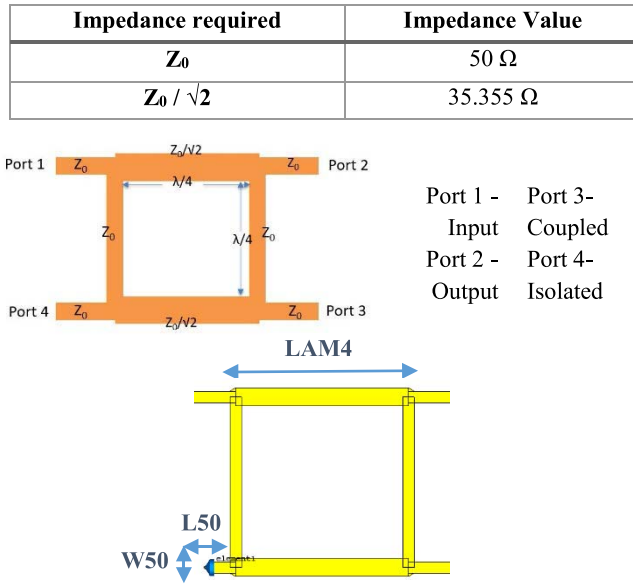 Impedance required Impedance Value
Z₀ 50 Ω
Z₀ / √2 35.355 Ω
Z₀/√2
Port 1 Z₀ Z₀ Port 2
λ/4
Z₀ λ/4 Z₀
Port 4 Z₀ Z₀ Port 3
Z₀/√2
Port 1 - Port 3-
Input Coupled
Port 2 - Port 4-
Output Isolated
LAM4
L50
W50
element1